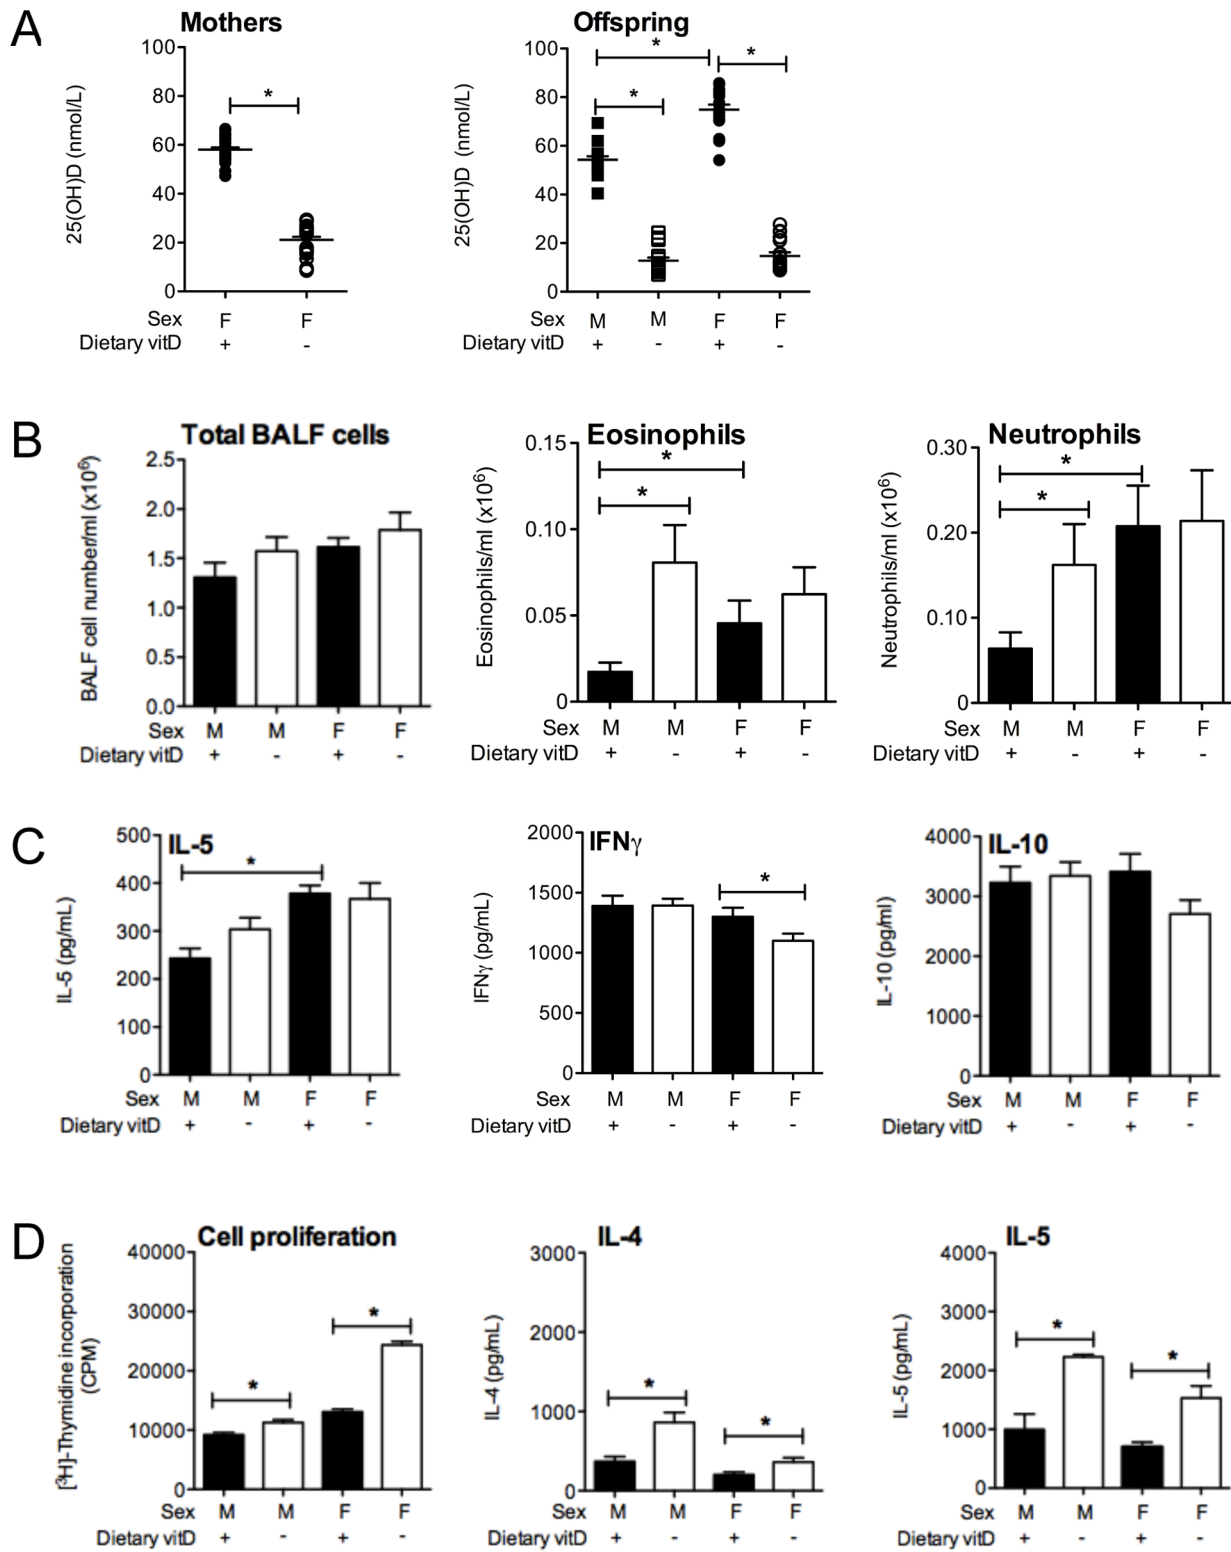 A
Mothers
25(OH)D (nmol/L)
100
80
60
40
20
0
*
Sex F F
Dietary vitD + -
Offspring
25(OH)D (nmol/L)
100
80
60
40
20
0
* * *
Sex M M F F
Dietary vitD + - + -
B
Total BALF cells
BALF cell number/ml (x10⁶)
2.5
2.0
1.5
1.0
0.5
0.0
Sex M M F F
Dietary vitD + - + -
Eosinophils
Eosinophils/ml (x10⁶)
0.15
0.10
0.05
0
*
*
Sex M M F F
Dietary vitD + - + -
Neutrophils
Neutrophils/ml (x10⁶)
0.30
0.20
0.10
0
*
*
Sex M M F F
Dietary vitD + - + -
C
IL-5
IL-5 (pg/mL)
500
400
300
200
100
0
*
Sex M M F F
Dietary vitD + - + -
IFNγ
IFNγ (pg/mL)
2000
1500
1000
500
0
*
Sex M M F F
Dietary vitD + - + -
IL-10
IL-10 (pg/ml)
4000
3000
2000
1000
0
Sex M M F F
Dietary vitD + - + -
D
Cell proliferation
[³H]-Thymidine incorporation
(CPM)
40000
30000
20000
10000
0
* *
Sex M M F F
Dietary vitD + - + -
IL-4
IL-4 (pg/mL)
3000
2000
1000
0
* *
Sex M M F F
Dietary vitD + - + -
IL-5
IL-5 (pg/mL)
4000
3000
2000
1000
0
* *
Sex M M F F
Dietary vitD + - + -